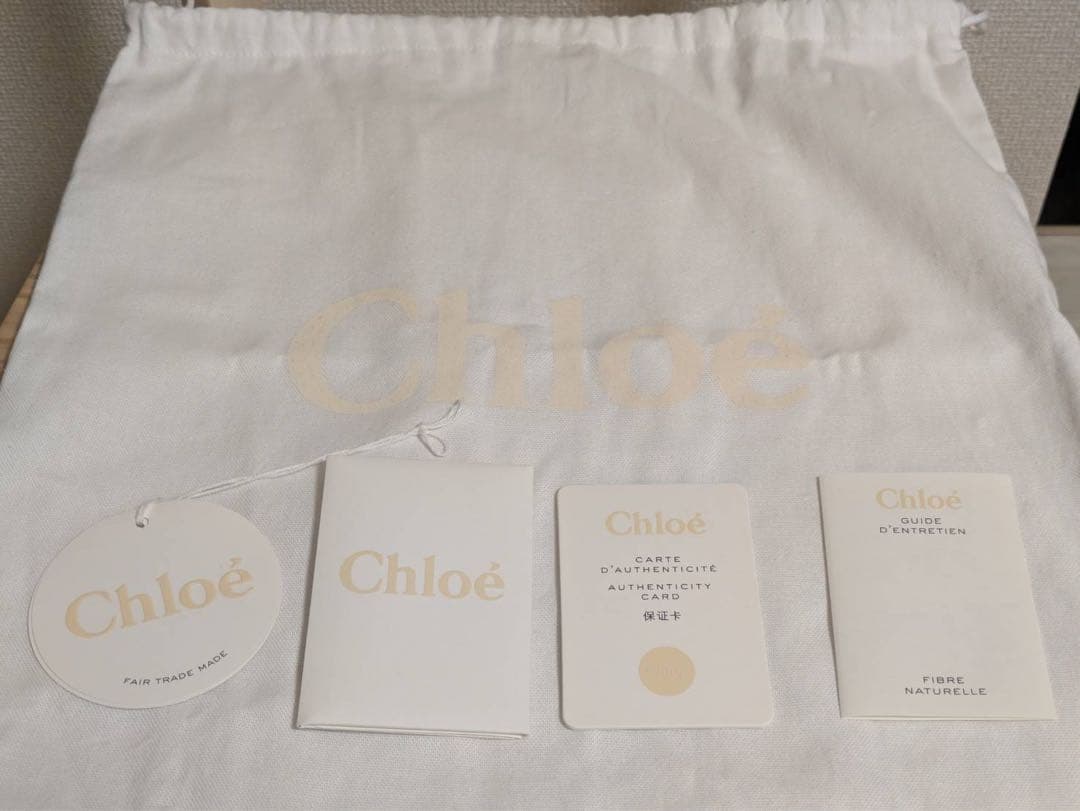 Chloé
Chloé
FAIR TRADE MADE
Chloé
Chloé
CARTE
D'AUTHENTICITÉ
AUTHENTICITY
CARD
保证卡
Chloé
GUIDE
D'ENTRETIEN
FIBRE
NATURELLE